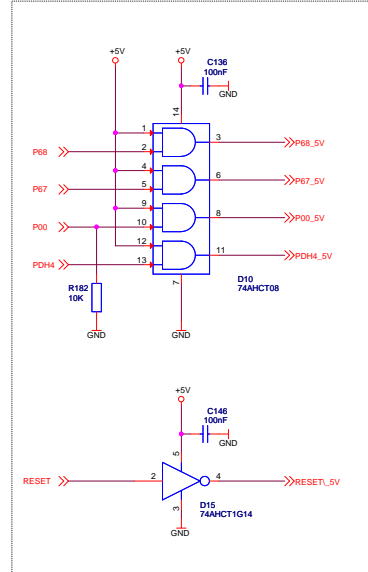 +5V
+5V
C136
100nF
GND
14
1
3
P68_5V
P68
2
4
6
P67_5V
P67
5
9
8
P00_5V
P00
10
12
11
PDH4_5V
PDH4
13
D10
74AHCT08
R182
10K
7
GND
GND
+5V
C146
100nF
GND
5
RESET
2
4
RESET\_5V
D15
74AHCT1G14
3
GND